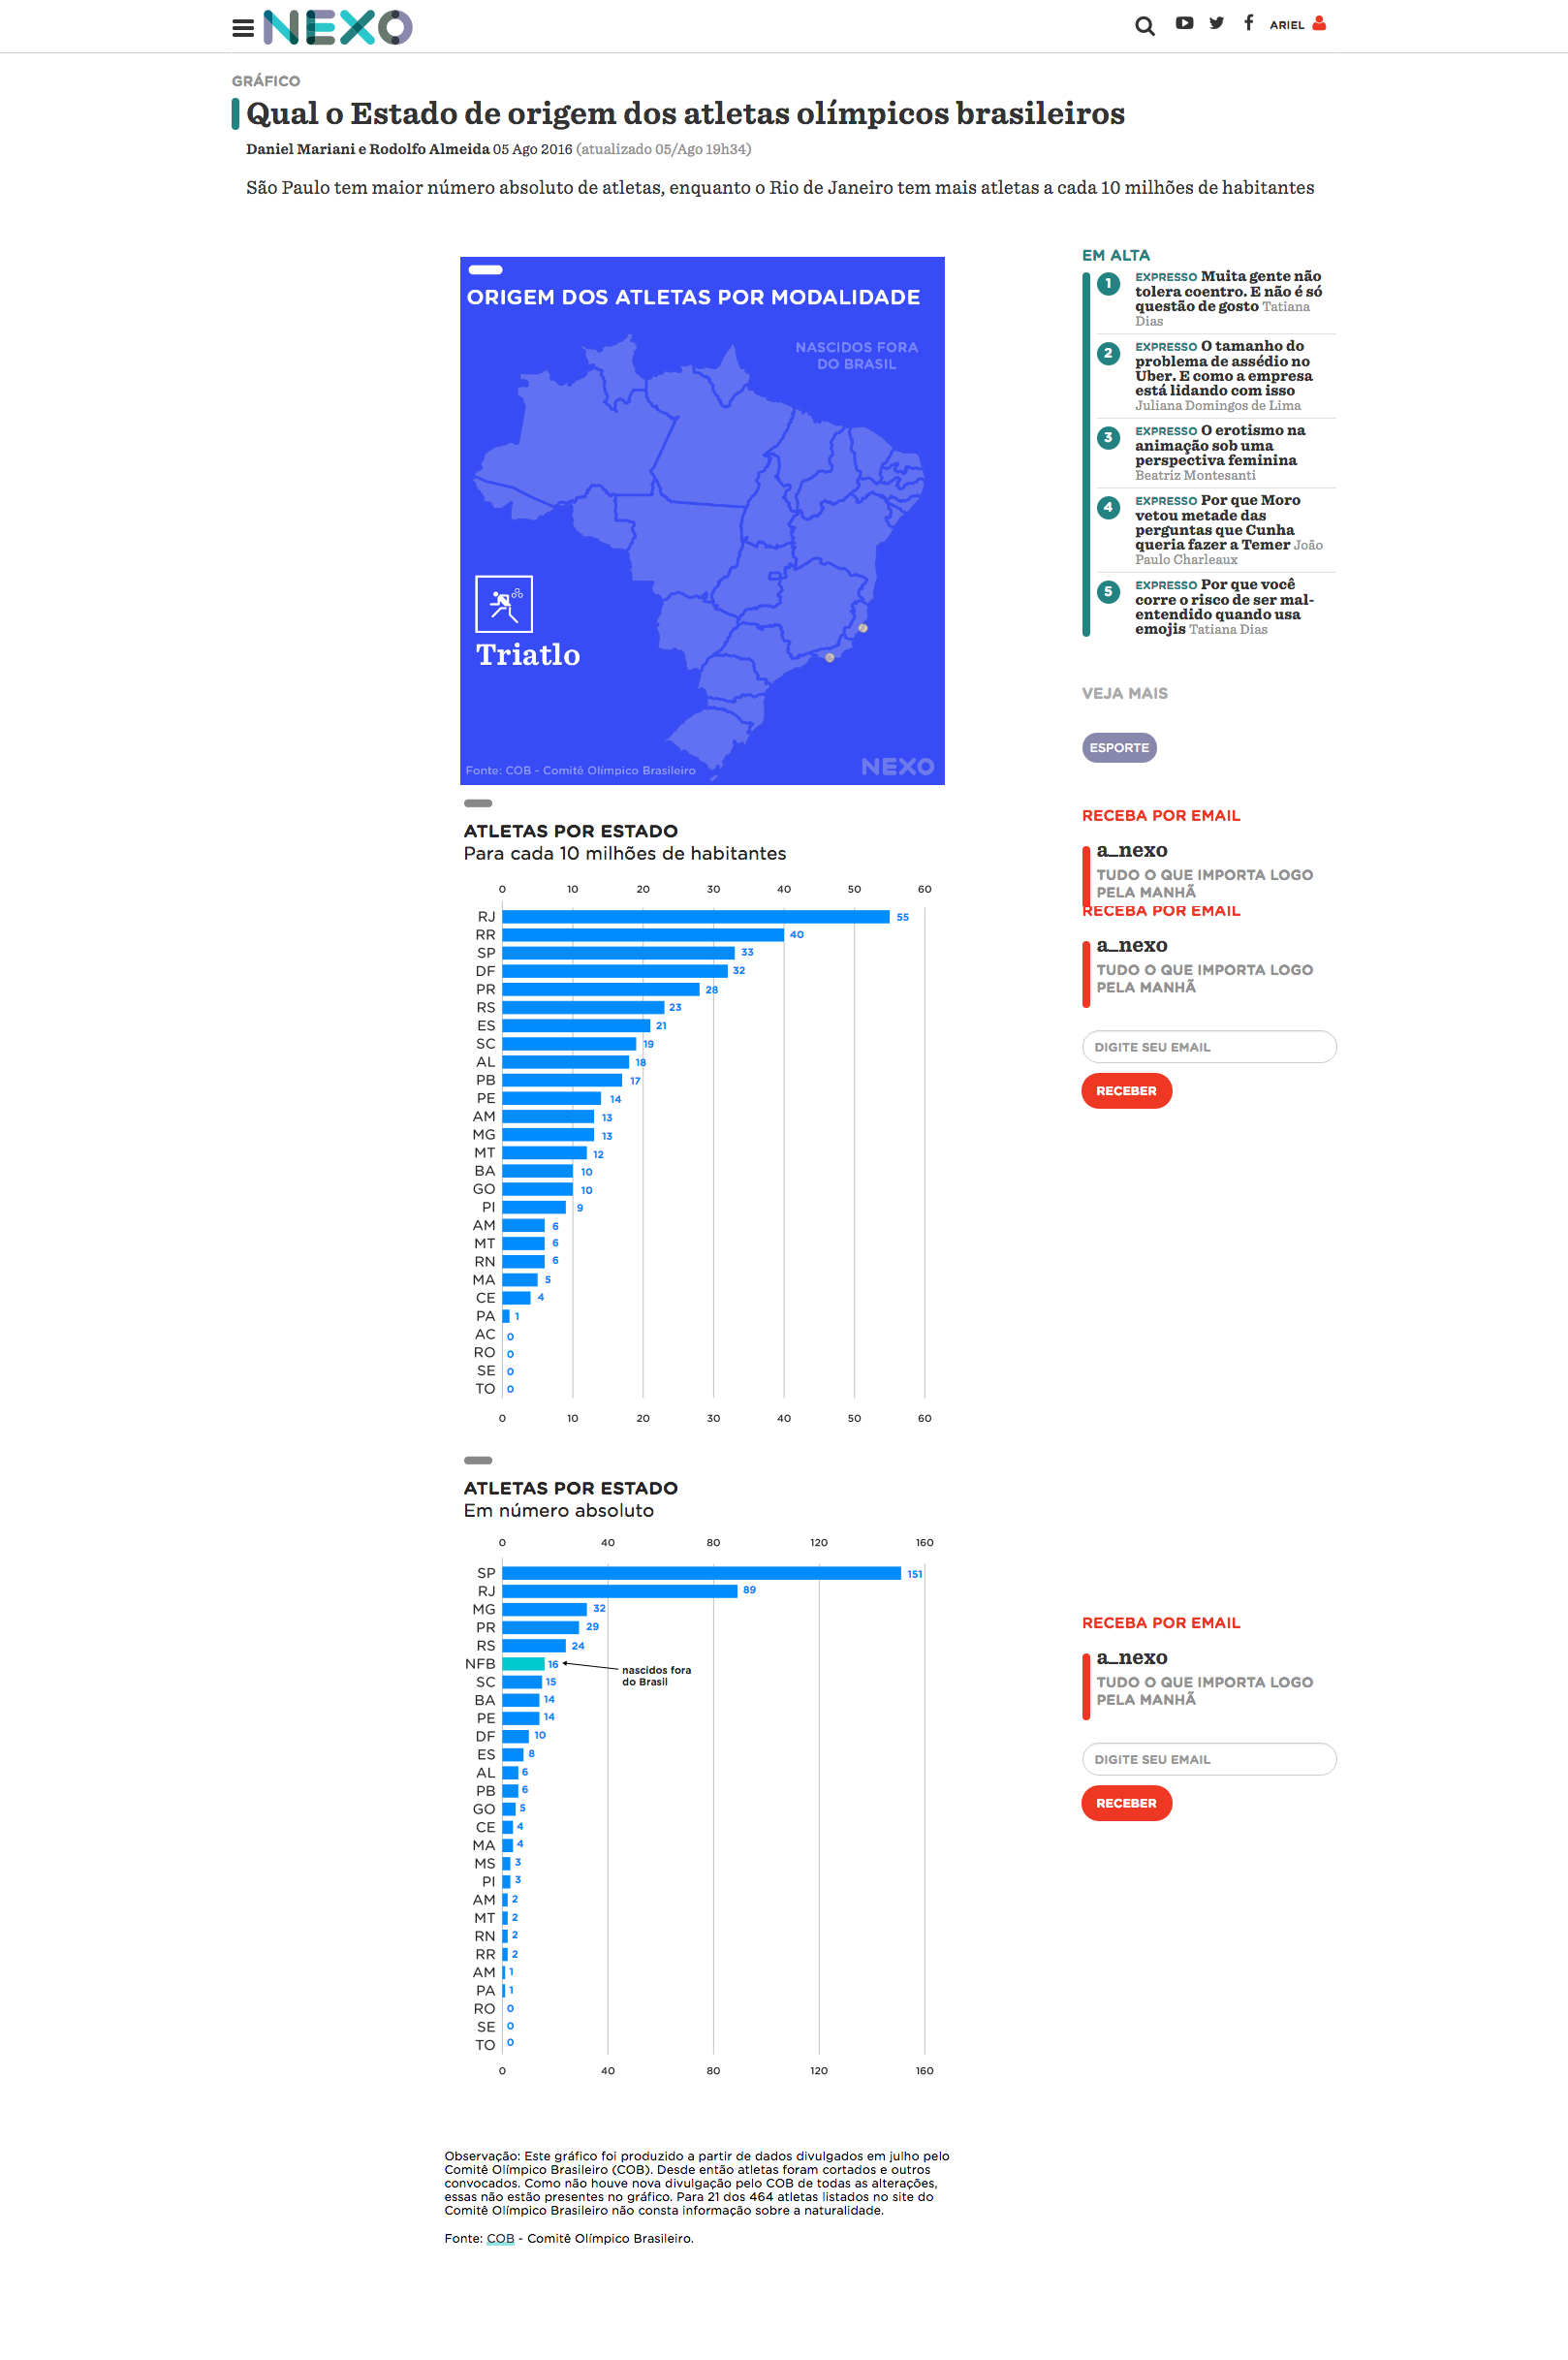 NEXO
ARIEL
GRÁFICO
Qual o Estado de origem dos atletas olímpicos brasileiros
Daniel Mariani e Rodolfo Almeida 05 Ago 2016 (atualizado 05/Ago 19h34)
São Paulo tem maior número absoluto de atletas, enquanto o Rio de Janeiro tem mais atletas a cada 10 milhões de habitantes
ORIGEM DOS ATLETAS POR MODALIDADE
NASCIDOS FORA
DO BRASIL
Triatlo
Fonte: COB - Comitê Olímpico Brasileiro
NEXO
ATLETAS POR ESTADO
Para cada 10 milhões de habitantes
0 10 20 30 40 50 60
RJ 55
RR 40
SP 33
DF 32
PR 28
RS 23
ES 21
SC 19
AL 18
PB 17
PE 14
AM 13
MG 13
MT 12
BA 10
GO 10
PI 9
AM 6
MT 6
RN 6
MA 5
CE 4
PA 1
AC 0
RO 0
SE 0
TO 0
0 10 20 30 40 50 60
ATLETAS POR ESTADO
Em número absoluto
0 40 80 120 160
SP 151
RJ 89
MG 32
PR 29
RS 24
NFB 16
nascidos fora
do Brasil
SC 15
BA 14
PE 14
DF 10
ES 8
AL 6
PB 6
GO 5
CE 4
MA 4
MS 3
PI 3
AM 2
MT 2
RN 2
RR 2
AM 1
PA 1
RO 0
SE 0
TO 0
0 40 80 120 160
Observação: Este gráfico foi produzido a partir de dados divulgados em julho pelo
Comitê Olímpico Brasileiro (COB). Desde então atletas foram cortados e outros
convocados. Como não houve nova divulgação pelo COB de todas as alterações,
essas não estão presentes no gráfico. Para 21 dos 464 atletas listados no site do
Comitê Olímpico Brasileiro não consta informação sobre a naturalidade.
Fonte: COB - Comitê Olímpico Brasileiro.
EM ALTA
1 EXPRESSO Muita gente não
tolera coentro. E não é só
questão de gosto Tatiana
Dias
2 EXPRESSO O tamanho do
problema de assédio no
Uber. E como a empresa
está lidando com isso
Juliana Domingos de Lima
3 EXPRESSO O erotismo na
animação sob uma
perspectiva feminina
Beatriz Montesanti
4 EXPRESSO Por que Moro
vetou metade das
perguntas que Cunha
queria fazer a Temer João
Paulo Charleaux
5 EXPRESSO Por que você
corre o risco de ser mal-
entendido quando usa
emojis Tatiana Dias
VEJA MAIS
ESPORTE
RECEBA POR EMAIL
a_nexo
TUDO O QUE IMPORTA LOGO
PELA MANHÃ
RECEBA POR EMAIL
a_nexo
TUDO O QUE IMPORTA LOGO
PELA MANHÃ
DIGITE SEU EMAIL
RECEBER
RECEBA POR EMAIL
a_nexo
TUDO O QUE IMPORTA LOGO
PELA MANHÃ
DIGITE SEU EMAIL
RECEBER